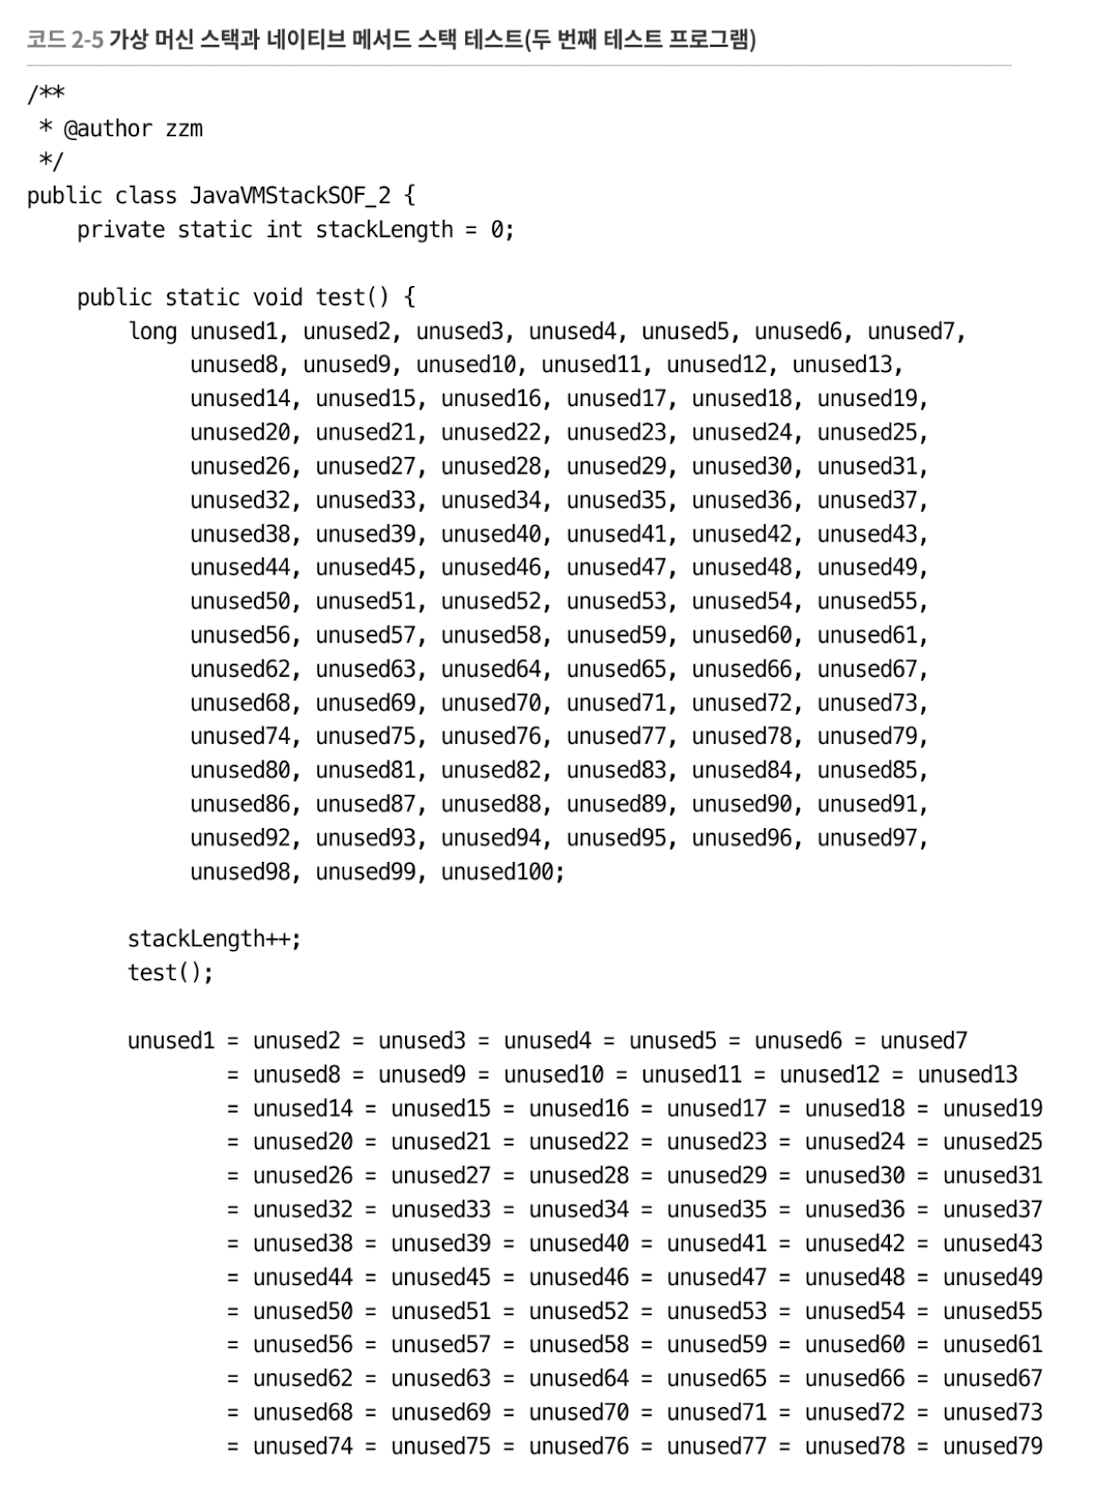 코드 2-5 가상 머신 스택과 네이티브 메서드 스택 테스트(두 번째 테스트 프로그램)
/**
 * @author zzm
 */
public class JavaVMStackSOF_2 {
    private static int stackLength = 0;

    public static void test() {
        long unused1, unused2, unused3, unused4, unused5, unused6, unused7,
             unused8, unused9, unused10, unused11, unused12, unused13,
             unused14, unused15, unused16, unused17, unused18, unused19,
             unused20, unused21, unused22, unused23, unused24, unused25,
             unused26, unused27, unused28, unused29, unused30, unused31,
             unused32, unused33, unused34, unused35, unused36, unused37,
             unused38, unused39, unused40, unused41, unused42, unused43,
             unused44, unused45, unused46, unused47, unused48, unused49,
             unused50, unused51, unused52, unused53, unused54, unused55,
             unused56, unused57, unused58, unused59, unused60, unused61,
             unused62, unused63, unused64, unused65, unused66, unused67,
             unused68, unused69, unused70, unused71, unused72, unused73,
             unused74, unused75, unused76, unused77, unused78, unused79,
             unused80, unused81, unused82, unused83, unused84, unused85,
             unused86, unused87, unused88, unused89, unused90, unused91,
             unused92, unused93, unused94, unused95, unused96, unused97,
             unused98, unused99, unused100;

        stackLength++;
        test();

        unused1 = unused2 = unused3 = unused4 = unused5 = unused6 = unused7
                = unused8 = unused9 = unused10 = unused11 = unused12 = unused13
                = unused14 = unused15 = unused16 = unused17 = unused18 = unused19
                = unused20 = unused21 = unused22 = unused23 = unused24 = unused25
                = unused26 = unused27 = unused28 = unused29 = unused30 = unused31
                = unused32 = unused33 = unused34 = unused35 = unused36 = unused37
                = unused38 = unused39 = unused40 = unused41 = unused42 = unused43
                = unused44 = unused45 = unused46 = unused47 = unused48 = unused49
                = unused50 = unused51 = unused52 = unused53 = unused54 = unused55
                = unused56 = unused57 = unused58 = unused59 = unused60 = unused61
                = unused62 = unused63 = unused64 = unused65 = unused66 = unused67
                = unused68 = unused69 = unused70 = unused71 = unused72 = unused73
                = unused74 = unused75 = unused76 = unused77 = unused78 = unused79